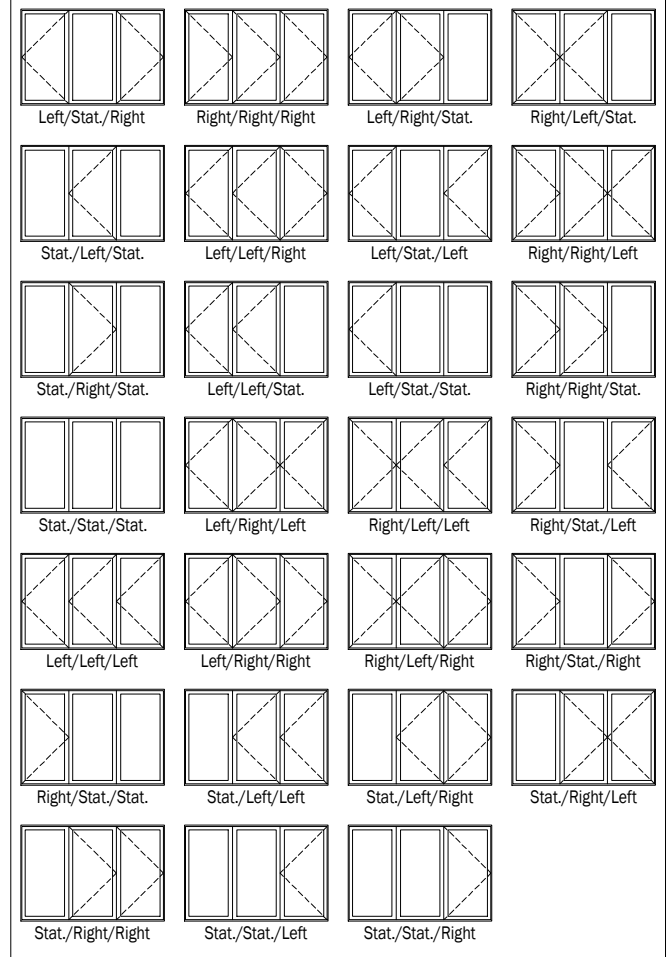 Left/Stat./Right
Right/Right/Right
Left/Right/Stat.
Right/Left/Stat.
Stat./Left/Stat.
Left/Left/Right
Left/Stat./Left
Right/Right/Left
Stat./Right/Stat.
Left/Left/Stat.
Left/Stat./Stat.
Right/Right/Stat.
Stat./Stat./Stat.
Left/Right/Left
Right/Left/Left
Right/Stat./Left
Left/Left/Left
Left/Right/Right
Right/Left/Right
Right/Stat./Right
Right/Stat./Stat.
Stat./Left/Left
Stat./Left/Right
Stat./Right/Left
Stat./Right/Right
Stat./Stat./Left
Stat./Stat./Right